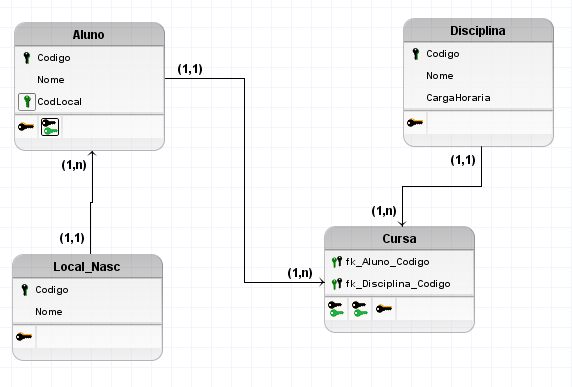 Aluno
Codigo
Nome
CodLocal
(1,1)
Disciplina
Codigo
Nome
CargaHoraria
(1,1)
(1,n)
(1,n)
(1,1)
Local_Nasc
Codigo
Nome
(1,n)
Cursa
fk_Aluno_Codigo
fk_Disciplina_Codigo